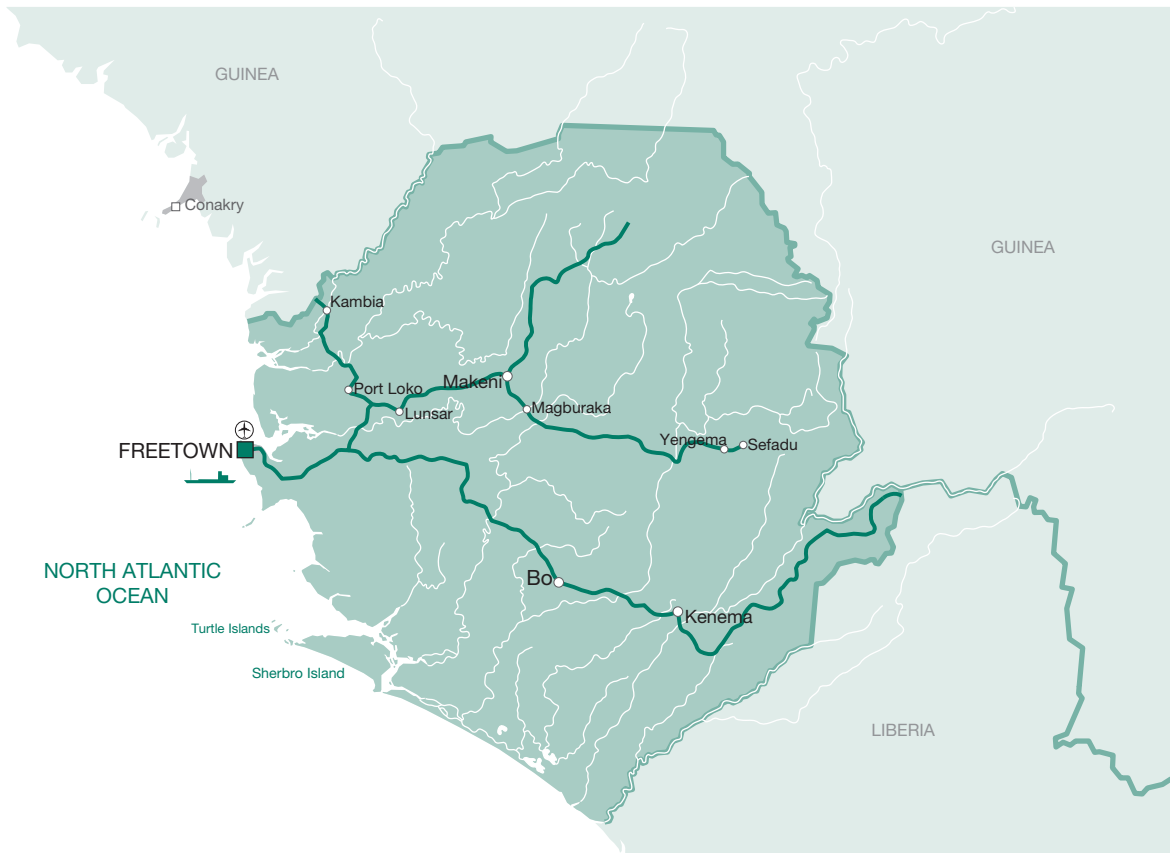 GUINEA
Conakry
GUINEA
Kambia
Port Loko
Makeni
Lunsar
Magburaka
FREETOWN
Yengema
Sefadu
NORTH ATLANTIC
OCEAN
Bo
Kenema
Turtle Islands
Sherbro Island
LIBERIA